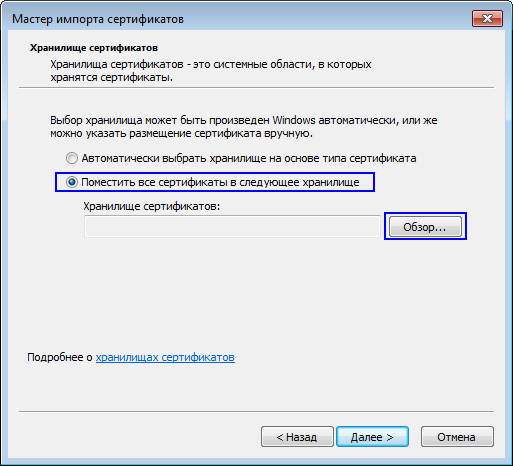 Мастер импорта сертификатов
Хранилище сертификатов
Хранилища сертификатов - это системные области, в которых
хранятся сертификаты.
Выбор хранилища может быть произведен Windows автоматически, или же
можно указать размещение сертификата вручную.
Автоматически выбрать хранилище на основе типа сертификата
Поместить все сертификаты в следующее хранилище
Хранилище сертификатов:
Обзор...
Подробнее о хранилищах сертификатов
< Назад
Далее >
Отмена